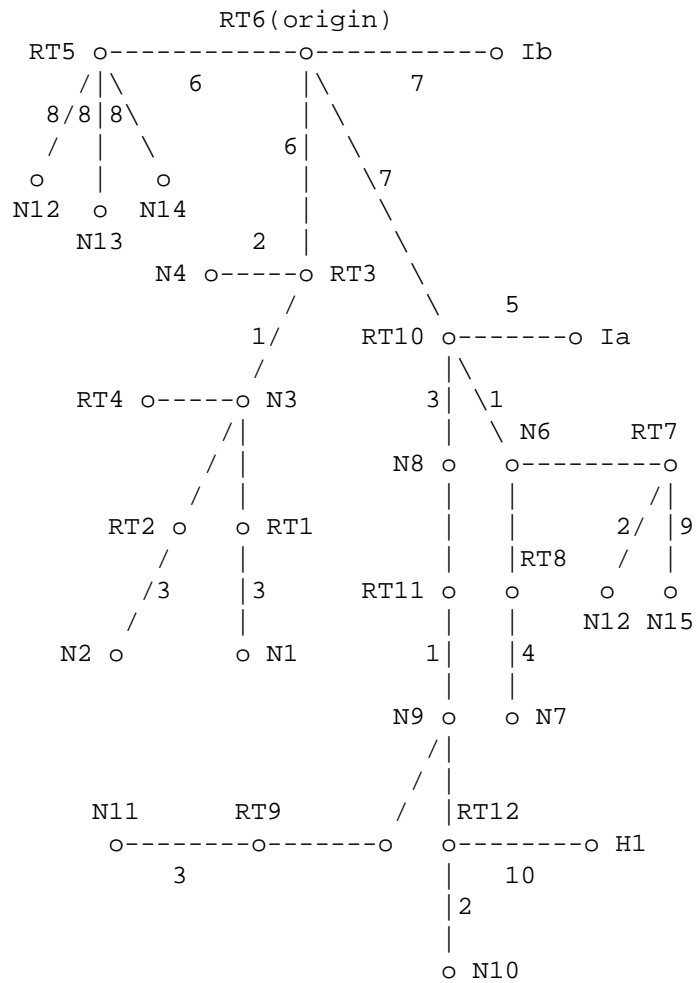 RT6(origin)
RT5 o------------o-----------o Ib
6 7
8/8|8\
6
7
N12 o o N14
N13
2
N4 o-----o RT3
1/
5
RT10 o-------o Ia
RT4 o-----o N3
3 1
N6 RT7
N8 o o---------o
RT2 o o RT1
2/ |9
RT8
/3 |3
RT11 o o o o
N12 N15
N2 o o N1
1 4
N9 o o N7
N11 RT9 RT12
o--------o-------o o--------o H1
3 10
2
o N10